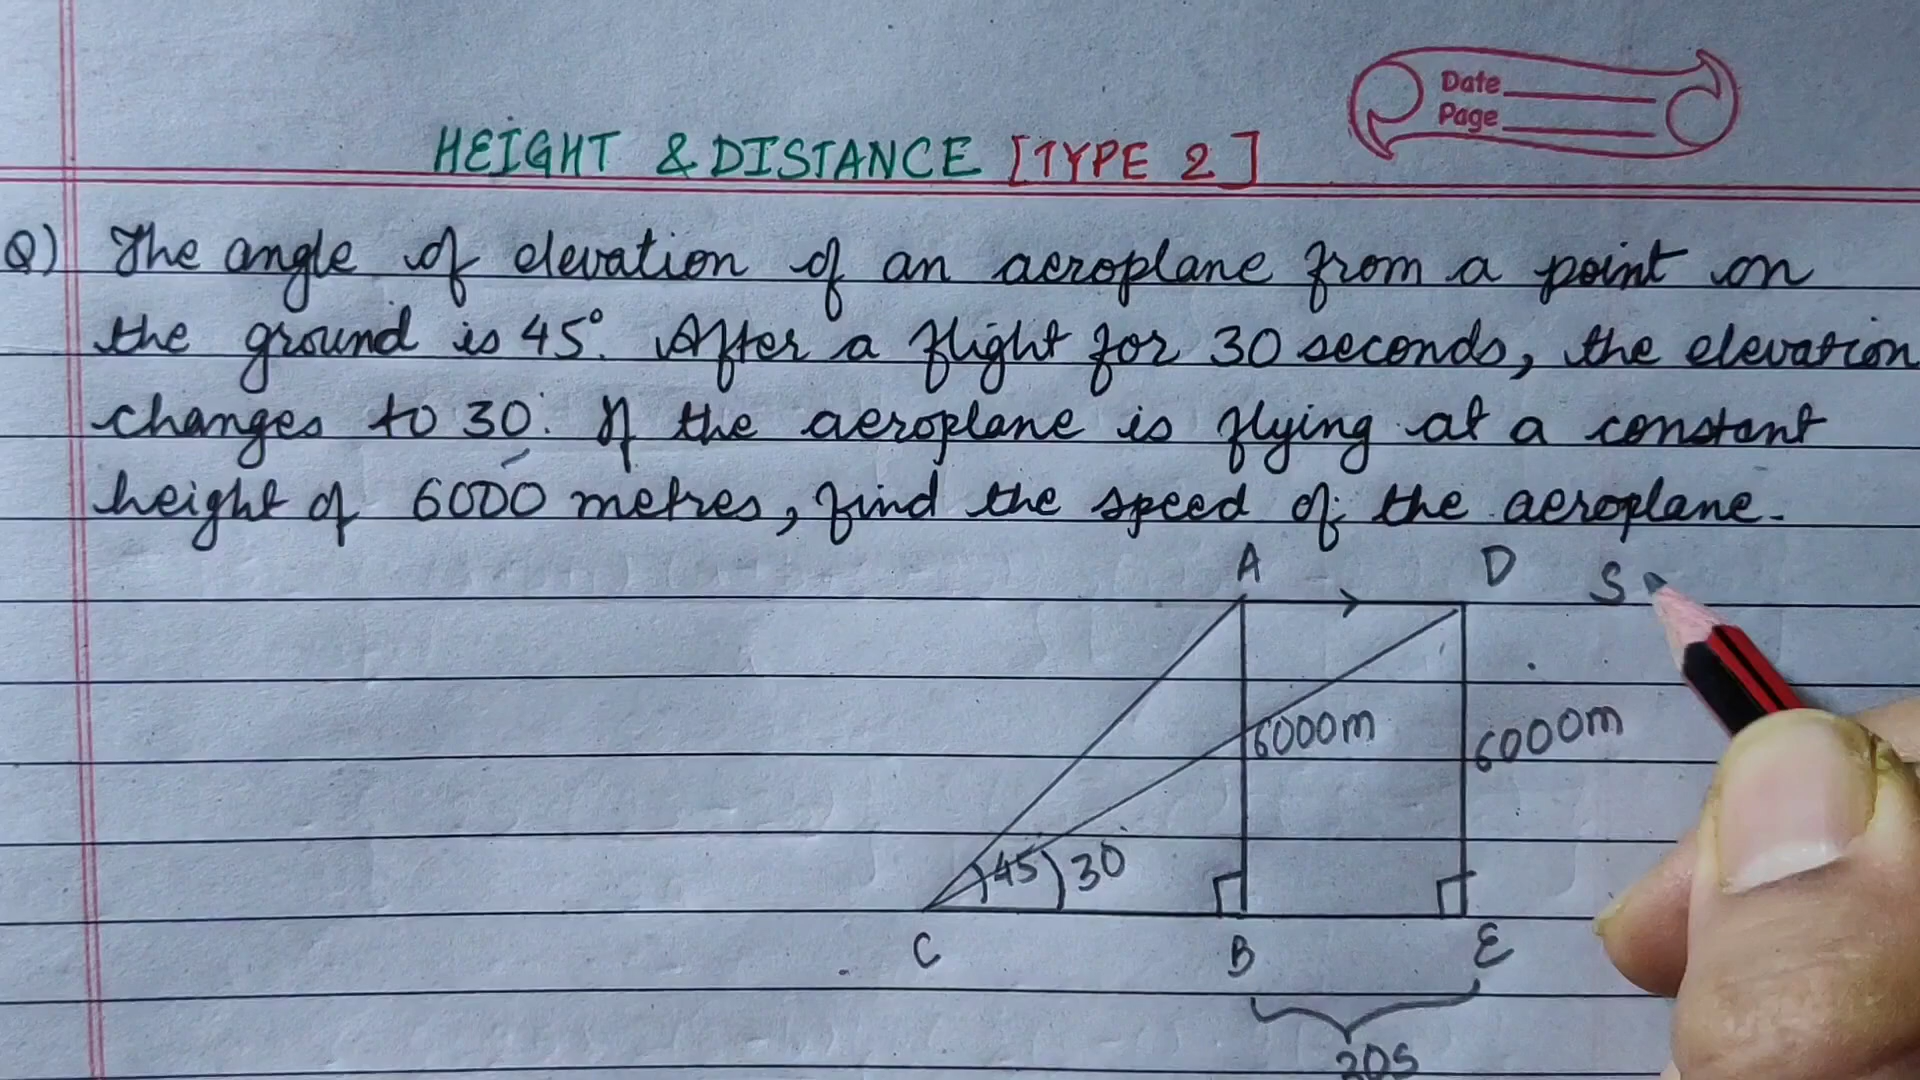 Date
Page
HEIGHT & DISTANCE [TYPE 2]
Q) The angle of elevation of an aeroplane from a point on
the ground is 45°. After a flight for 30 seconds, the elevation
changes to 30°. If the aeroplane is flying at a constant
height of 6000 metres, find the speed of the aeroplane.
A D S
6000m 6000m
45 30
C B E